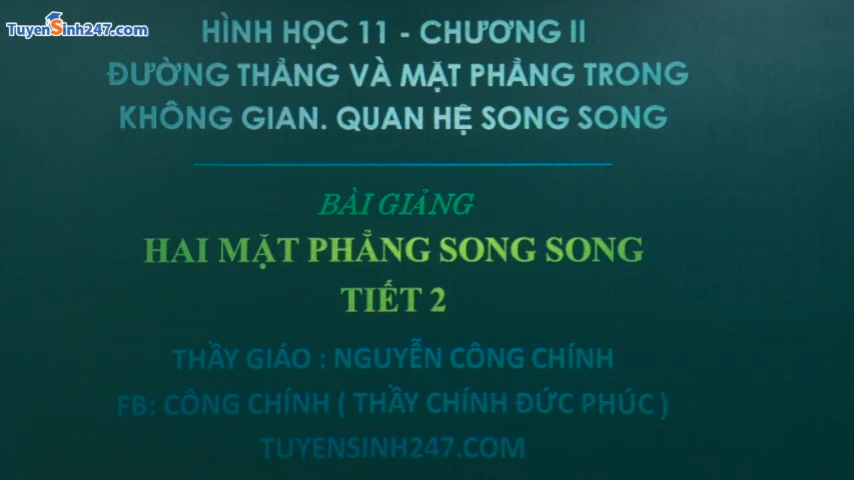 TuyenSinh247.com
HÌNH HỌC 11 - CHƯƠNG II
ĐƯỜNG THẲNG VÀ MẶT PHẲNG TRONG
KHÔNG GIAN. QUAN HỆ SONG SONG
BÀI GIẢNG
HAI MẶT PHẲNG SONG SONG
TIẾT 2
THẦY GIÁO : NGUYỄN CÔNG CHÍNH
FB: CÔNG CHÍNH ( THẦY CHÍNH ĐỨC PHÚC )
TUYENSINH247.COM